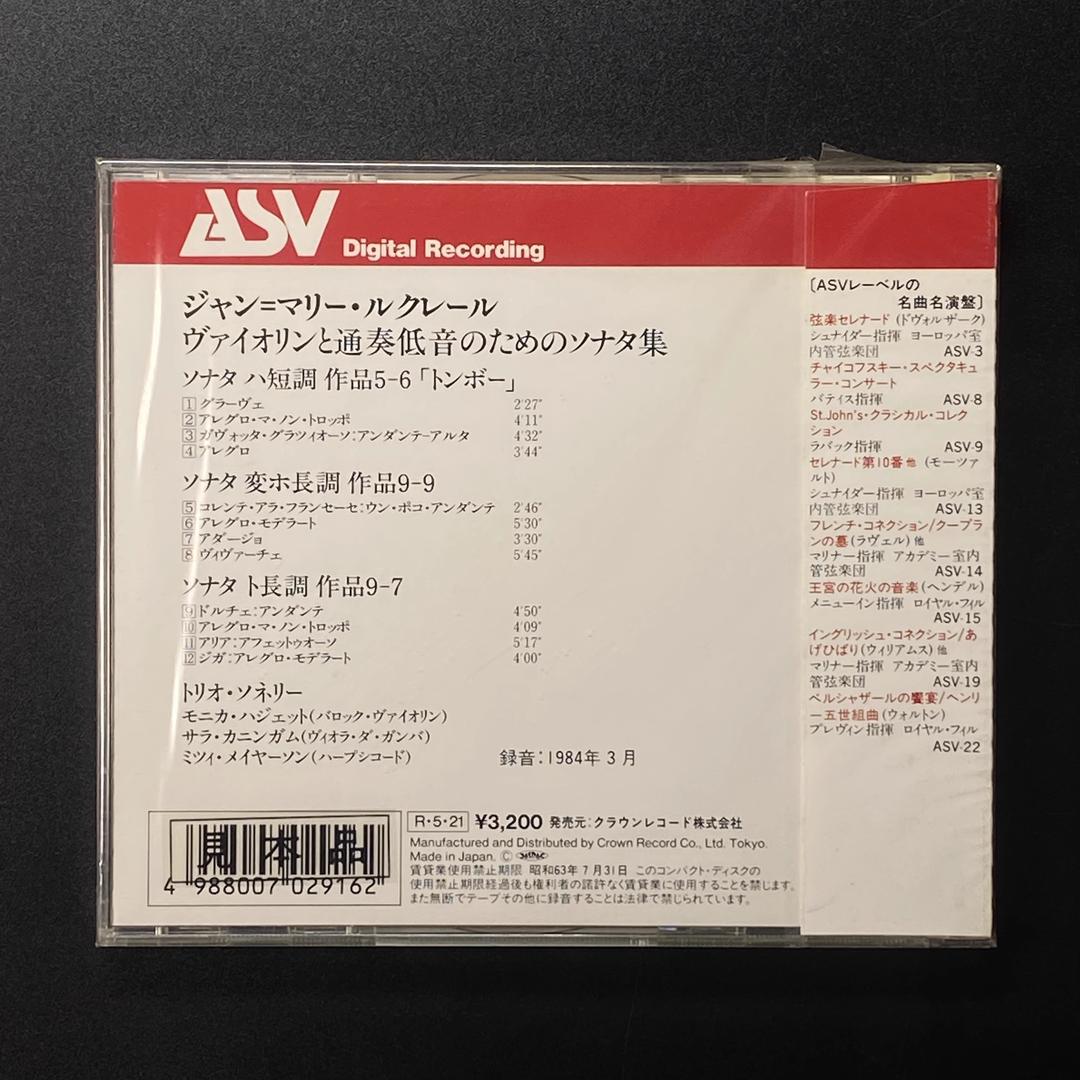 ASV Digital Recording
ジャン=マリー・ルクレール
ヴァイオリンと通奏低音のためのソナタ集
ソナタ ハ短調 作品5-6「トンボー」
1 グラーヴェ 2'27"
2 アレグロ・マ・ノン・トロッポ 4'11"
3 ガヴォッタ・グラツィオーソ:アンダンテ-アルタ 4'32"
4 アレグロ 3'44"
ソナタ 変ホ長調 作品9-9
5 コレンテ・アラ・フランセーセ:ウン・ポコ・アンダンテ 2'46"
6 アレグロ・モデラート 5'30"
7 アダージョ 3'30"
8 ヴィヴァーチェ 5'45"
ソナタ ト長調 作品9-7
9 ドルチェ:アンダンテ 4'50"
10 アレグロ・マ・ノン・トロッポ 4'09"
11 アリア:アフェットゥオーソ 5'17"
12 ジガ:アレグロ・モデラート 4'00"
トリオ・ソネリー
モニカ・ハジェット(バロック・ヴァイオリン)
サラ・カニンガム(ヴィオラ・ダ・ガンバ)
ミツィ・メイヤーソン(ハープシコード) 録音:1984年 3 月
見本品
4 988007 029162
R・5・21 ¥3,200 発売元:クラウンレコード株式会社
Manufactured and Distributed by Crown Record Co., Ltd. Tokyo.
Made in Japan. Ⓒ
賃貸業使用禁止期限 昭和63年 7 月31日 このコンパクト・ディスクの
使用禁止期限経過後も権利者の諾許なく賃貸業に使用することを禁じます。
また無断でテープその他に録音することは法律で禁じられています。
〔ASVレーベルの
名曲名演盤〕
弦楽セレナード (ドヴォルザーク)
シュナイダー指揮 ヨーロッパ室
内管弦楽団 ASV-3
チャイコフスキー・スペクタキュ
ラー・コンサート
バティス指揮 ASV-8
St.John's・クラシカル・コレク
ション
ラバック指揮 ASV-9
セレナード第10番 他 (モーツァ
ルト)
シュナイダー指揮 ヨーロッパ室
内管弦楽団 ASV-13
フレンチ・コネクション/クープラ
ンの墓(ラヴェル) 他
マリナー指揮 アカデミー室内
管弦楽団 ASV-14
王宮の花火の音楽 (ヘンデル)
メニューイン指揮 ロイヤル・フィル
ASV-15
イングリッシュ・コネクション/あ
げひばり(ウィリアムス) 他
マリナー指揮 アカデミー室内
管弦楽団 ASV-19
ベルシャザールの饗宴/ヘンリ
ー五世組曲 (ウォルトン)
プレヴィン指揮 ロイヤル・フィル
ASV-22